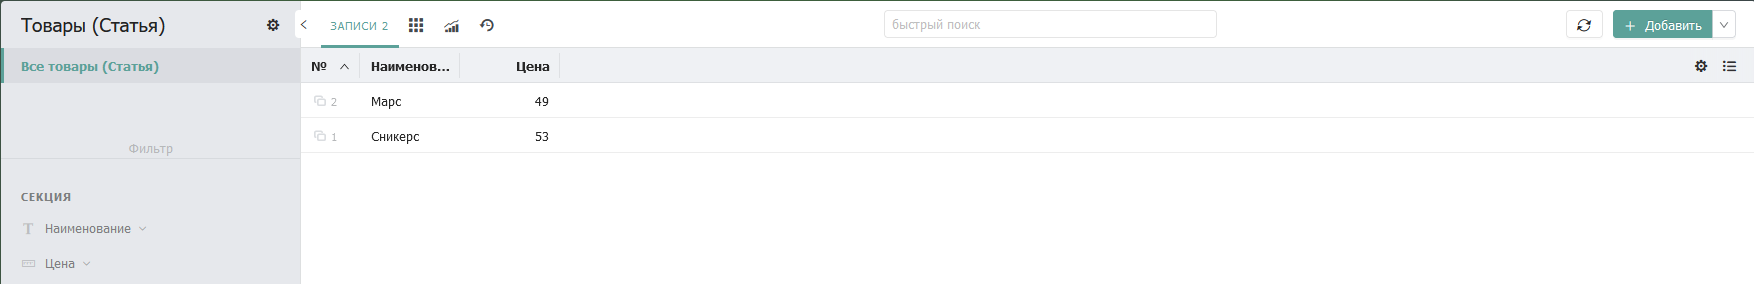 Товары (Статья)
ЗАПИСИ 2
быстрый поиск
+ Добавить
Все товары (Статья)
№ Наименов... Цена
2 Марс 49
1 Сникерс 53
Фильтр
СЕКЦИЯ
Наименование
Цена